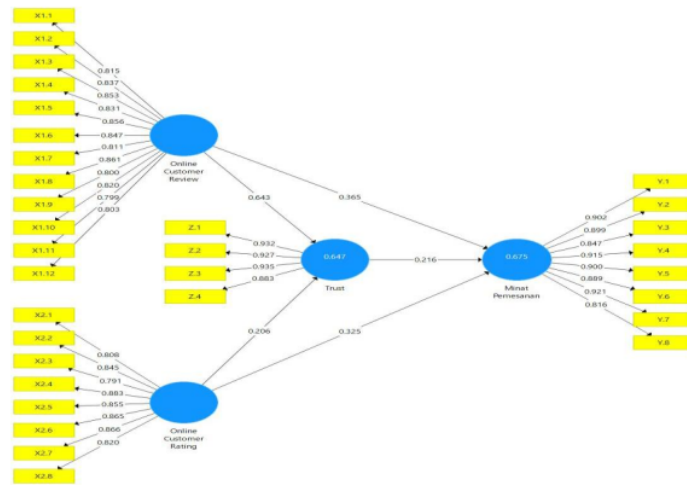 X1.1
X1.2
X1.3
X1.4
X1.5
X1.6
X1.7
X1.8
X1.9
X1.10
X1.11
X1.12
0.815
0.837
0.853
0.831
0.856
0.847
0.811
0.861
0.800
0.820
0.799
0.803
Online
Customer
Review
0.643
0.365
Z.1
Z.2
Z.3
Z.4
0.932
0.927
0.935
0.883
0.647
Trust
0.216
0.675
Minat
Pemesanan
0.902
0.899
0.847
0.915
0.900
0.889
0.921
0.816
Y.1
Y.2
Y.3
Y.4
Y.5
Y.6
Y.7
Y.8
0.206
0.325
X2.1
X2.2
X2.3
X2.4
X2.5
X2.6
X2.7
X2.8
0.808
0.845
0.791
0.883
0.855
0.865
0.866
0.820
Online
Customer
Rating